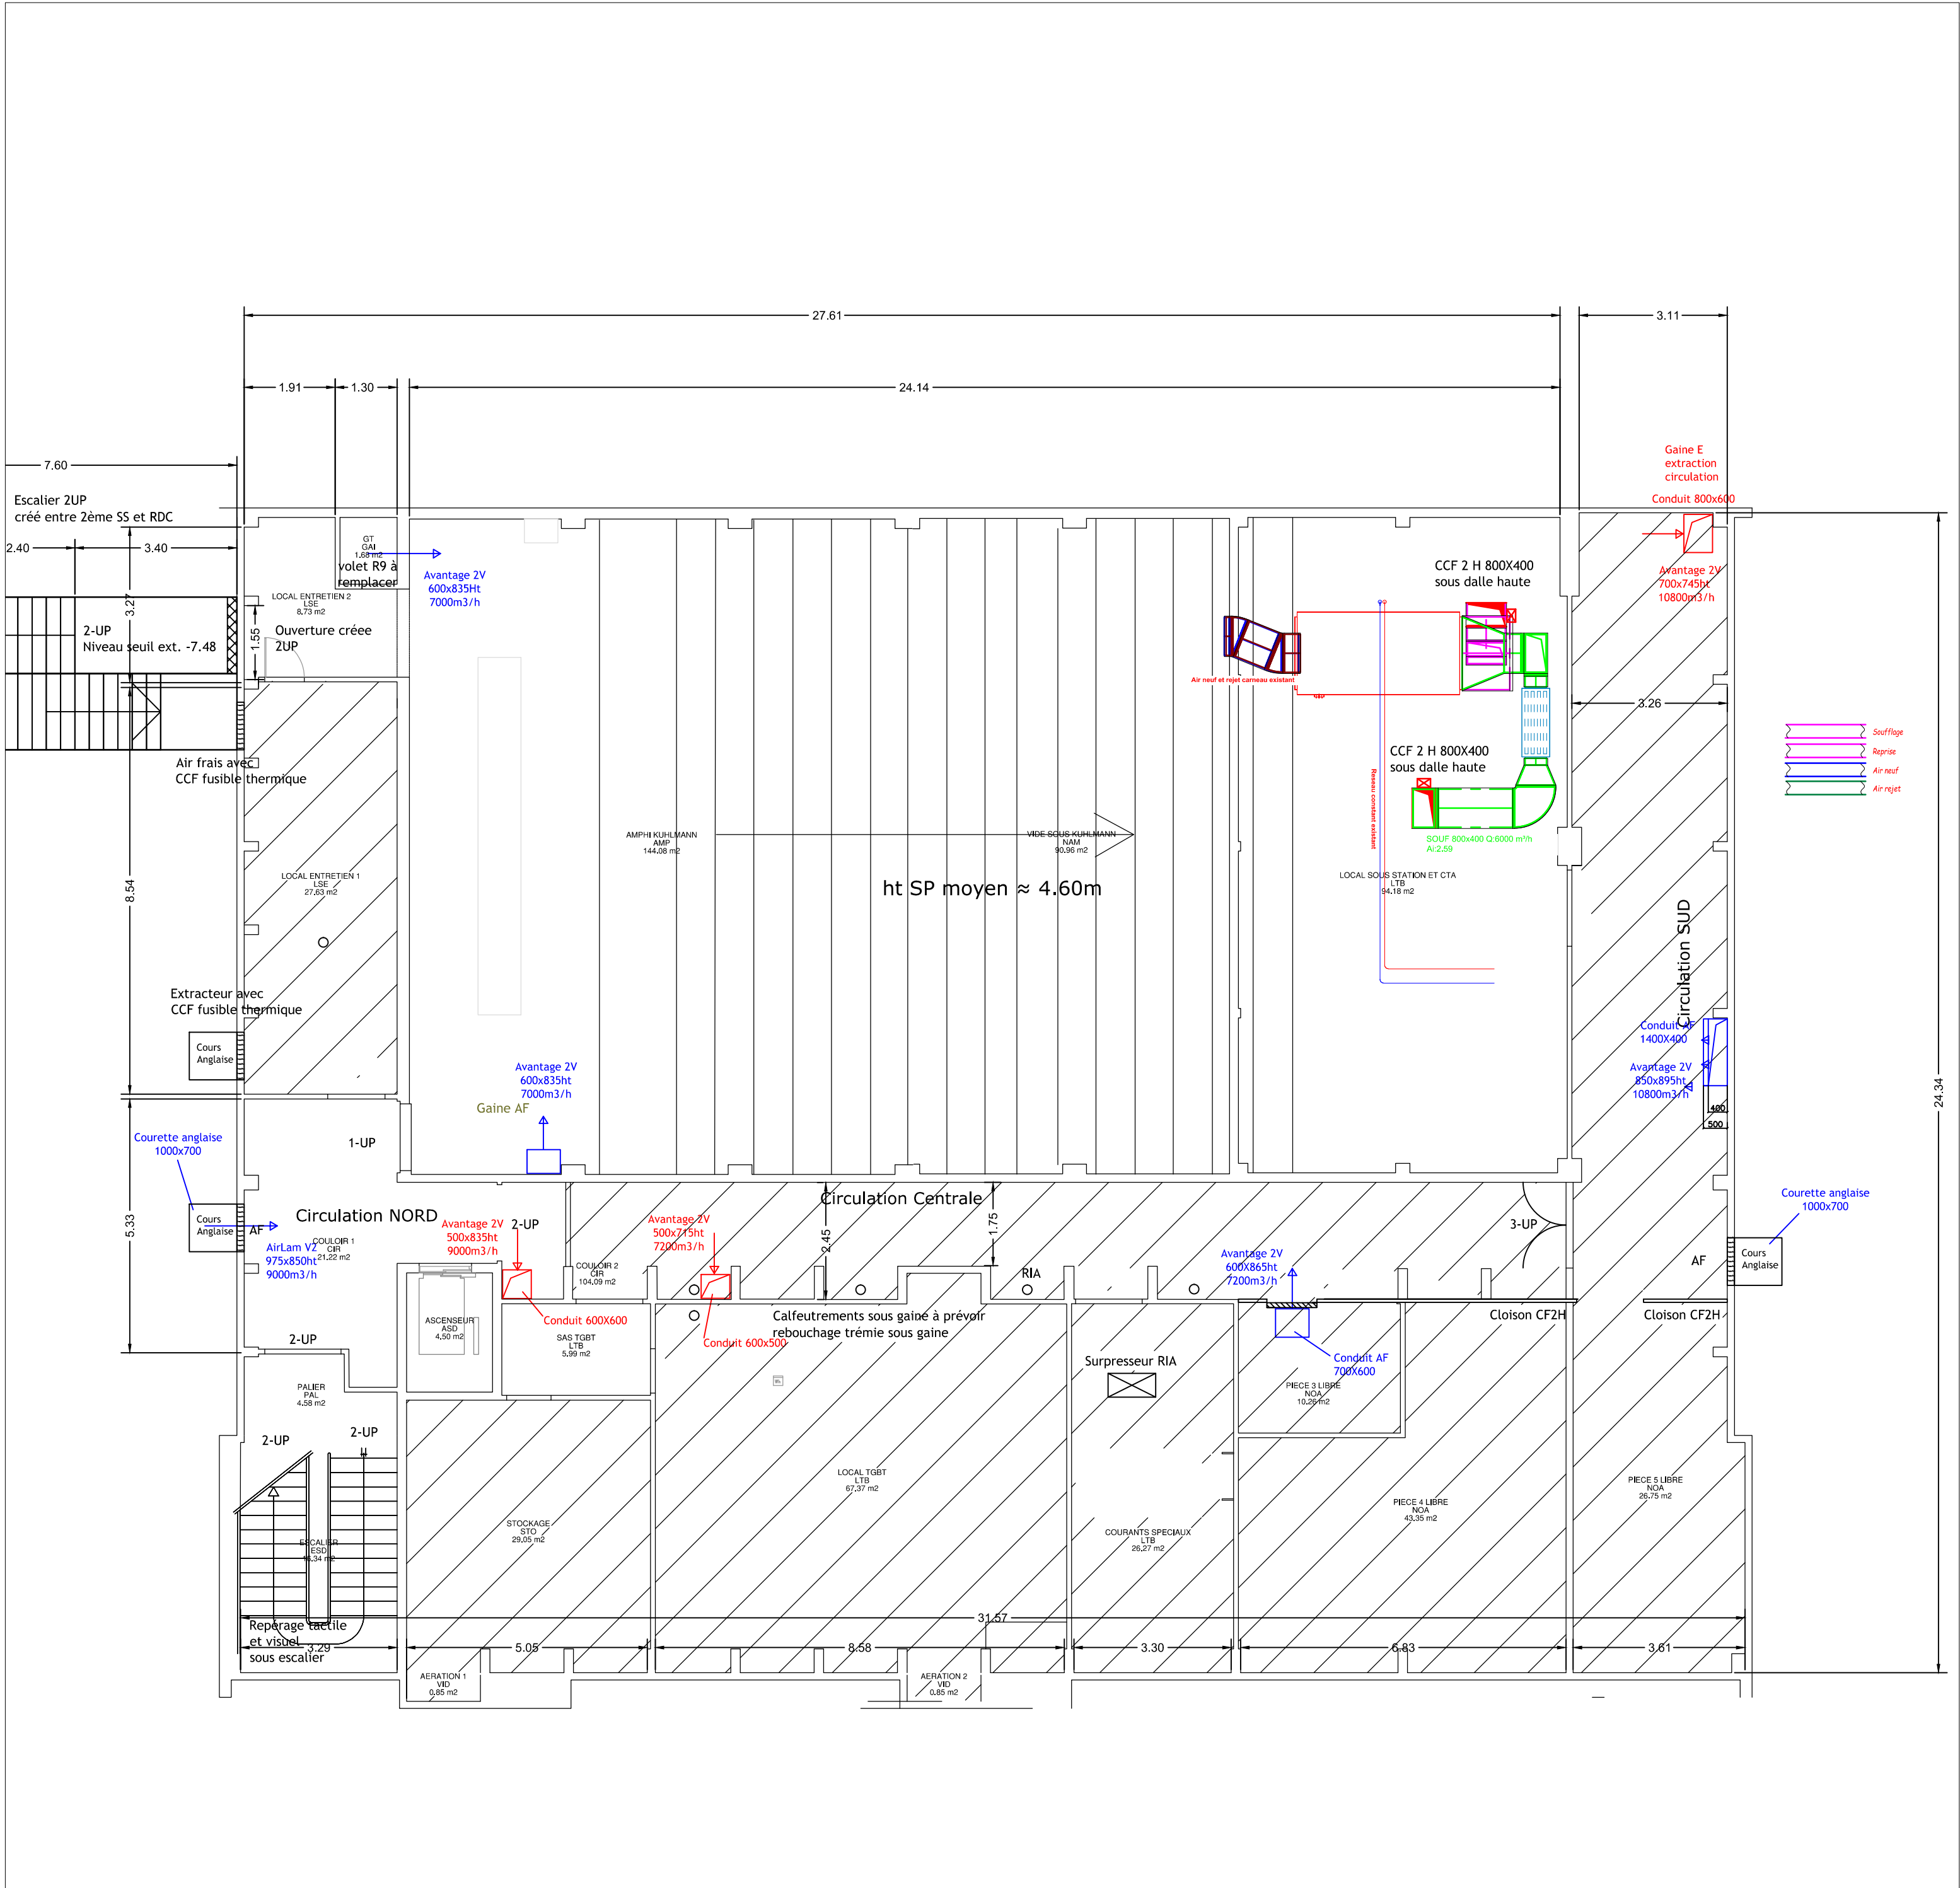 27.61
3.11
1.91
1.30
24.14
7.60
Gaine E
extraction
circulation
Conduit 800x600
Escalier 2UP
créé entre 2ème SS et RDC
2.40
3.40
GT
GAI
1,68 m2
volet R9 à
remplacer
Avantage 2V
600x835Ht
7000m3/h
CCF 2 H 800X400
sous dalle haute
Avantage 2V
700x745ht
10800m3/h
3.27
LOCAL ENTRETIEN 2
LSE
8,73 m2
2-UP
Niveau seuil ext. -7.48
1.55
Ouverture créee
2UP
Air neuf et rejet carneau existant
3.26
Soufflage
Reprise
Air neuf
Air rejet
Air frais avec
CCF fusible thermique
CCF 2 H 800X400
sous dalle haute
Reseau constant existant
AMPHI KUHLMANN
AMP
144,08 m2
VIDE SOUS KUHLMANN
NAM
90,96 m2
SOUF 800x400 Q:6000 m³/h
Ai:2.59
8.54
LOCAL ENTRETIEN 1
LSE
27,63 m2
ht SP moyen ≈ 4.60m
LOCAL SOUS STATION ET CTA
LTB
94,18 m2
Circulation SUD
Extracteur avec
CCF fusible thermique
Cours
Anglaise
Conduit AF
1400X400
Avantage 2V
850x895ht
10800m3/h
400
500
24.34
Avantage 2V
600x835ht
7000m3/h
Gaine AF
Courette anglaise
1000x700
1-UP
5.33
Cours
Anglaise
AF
Circulation NORD
AirLam V2
975x850ht
9000m3/h
COULOIR 1
CIR
21,22 m2
Avantage 2V
500x835ht
9000m3/h
2-UP
Avantage 2V
500x715ht
7200m3/h
Circulation Centrale
2.45
1.75
COULOIR 2
CIR
104,09 m2
RIA
Avantage 2V
600X865ht
7200m3/h
3-UP
Courette anglaise
1000x700
AF
Cours
Anglaise
ASCENSEUR
ASD
4,50 m2
Conduit 600X600
SAS TGBT
LTB
5,99 m2
Conduit 600x500
Calfeutrements sous gaine à prévoir
rebouchage trémie sous gaine
Cloison CF2H
Cloison CF2H
2-UP
Surpresseur RIA
Conduit AF
700X600
PALIER
PAL
4.58 m2
PIECE 3 LIBRE
NOA
10,26 m2
2-UP
2-UP
LOCAL TGBT
LTB
67,37 m2
PIECE 4 LIBRE
NOA
43,35 m2
PIECE 5 LIBRE
NOA
26,75 m2
STOCKAGE
STO
29,05 m2
COURANTS SPECIAUX
LTB
26,27 m2
ESCALIER
ESD
31.57
Repérage tactile
et visuel
sous escalier
3.29
5.05
8.58
3.30
6.83
3.61
AERATION 1
VID
0,85 m2
AERATION 2
VID
0,85 m2